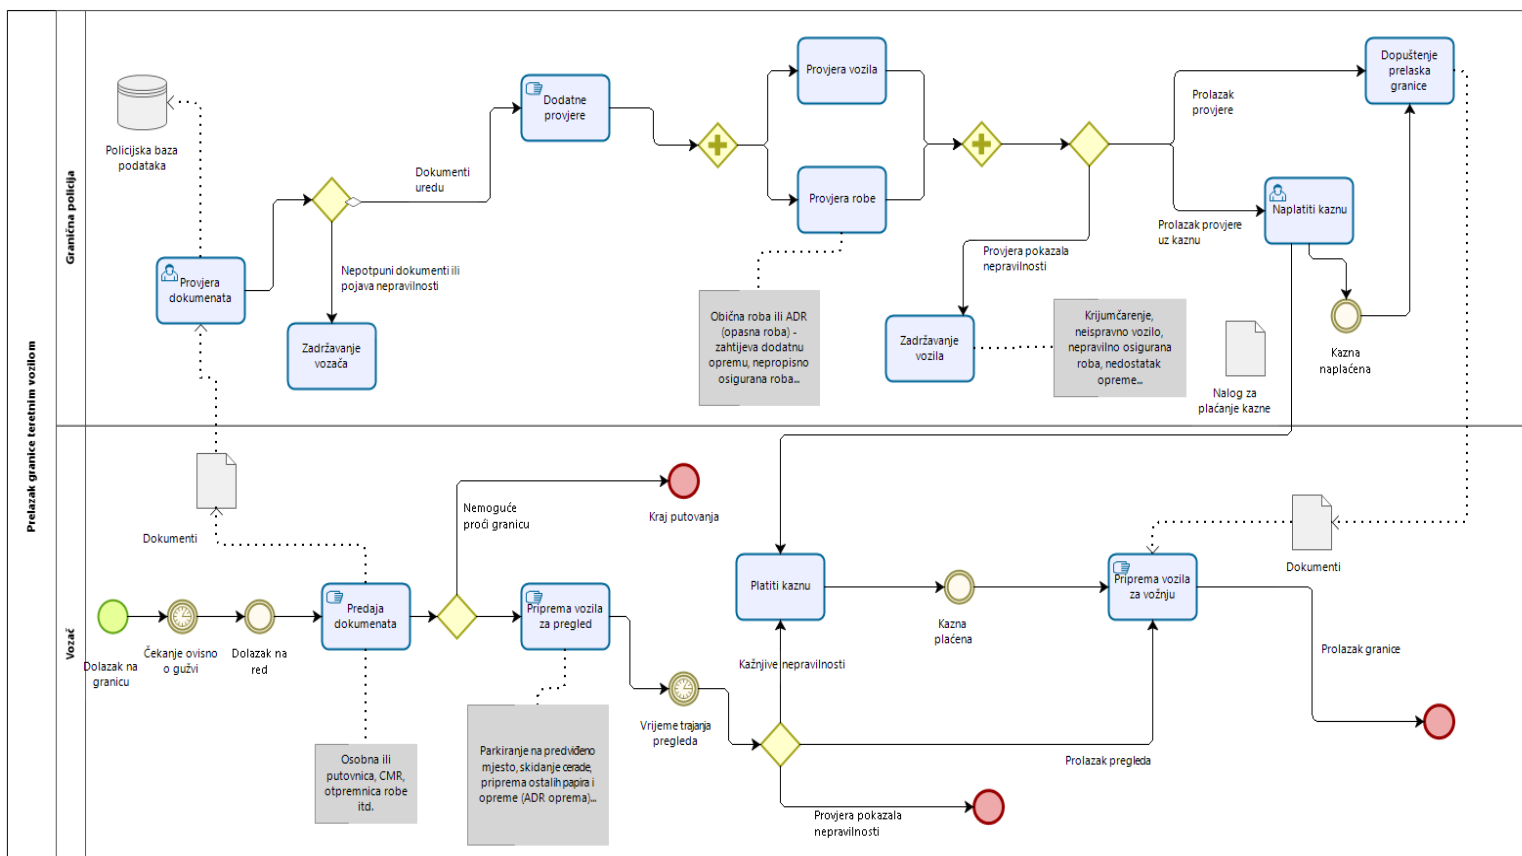 Prelazak granice teretnim vozilom
Granična policija
Policijska baza
podataka
Provjera
dokumenata
Nepotpuni dokumenti ili
pojava nepravilnosti
Zadržavanje
vozača
Dokumenti
uredu
Dodatne
provjere
Provjera vozila
Provjera robe
Obična roba ili ADR
(opasna roba) -
zahtijeva dodatnu
opremu, nepropisno
osigurana roba...
Provjera pokazala
nepravilnosti
Zadržavanje
vozila
Krijumčarenje,
neispravno vozilo,
nepravilno osigurana
roba, nedostatak
opreme...
Prolazak
provjere
Prolazak provjere
uz kaznu
Dopuštenje
prelaska
granice
Naplatiti kaznu
Kazna
naplaćena
Nalog za
plaćanje kazne
Vozač
Dolazak na
granicu
Čekanje ovisno
o gužvi
Dolazak na
red
Dokumenti
Predaja
dokumenata
Osobna ili
putovnica, CMR,
otpremnica robe
itd.
Nemoguće
proći granicu
Kraj putovanja
Priprema vozila
za pregled
Parkiranje na predviđeno
mjesto, skidanje cerade,
priprema ostalih papira i
opreme (ADR oprema)...
Vrijeme trajanja
pregleda
Kažnjive nepravilnosti
Platiti kaznu
Kazna
plaćena
Provjera pokazala
nepravilnosti
Prolazak pregleda
Priprema vozila
za vožnju
Dokumenti
Prolazak granice